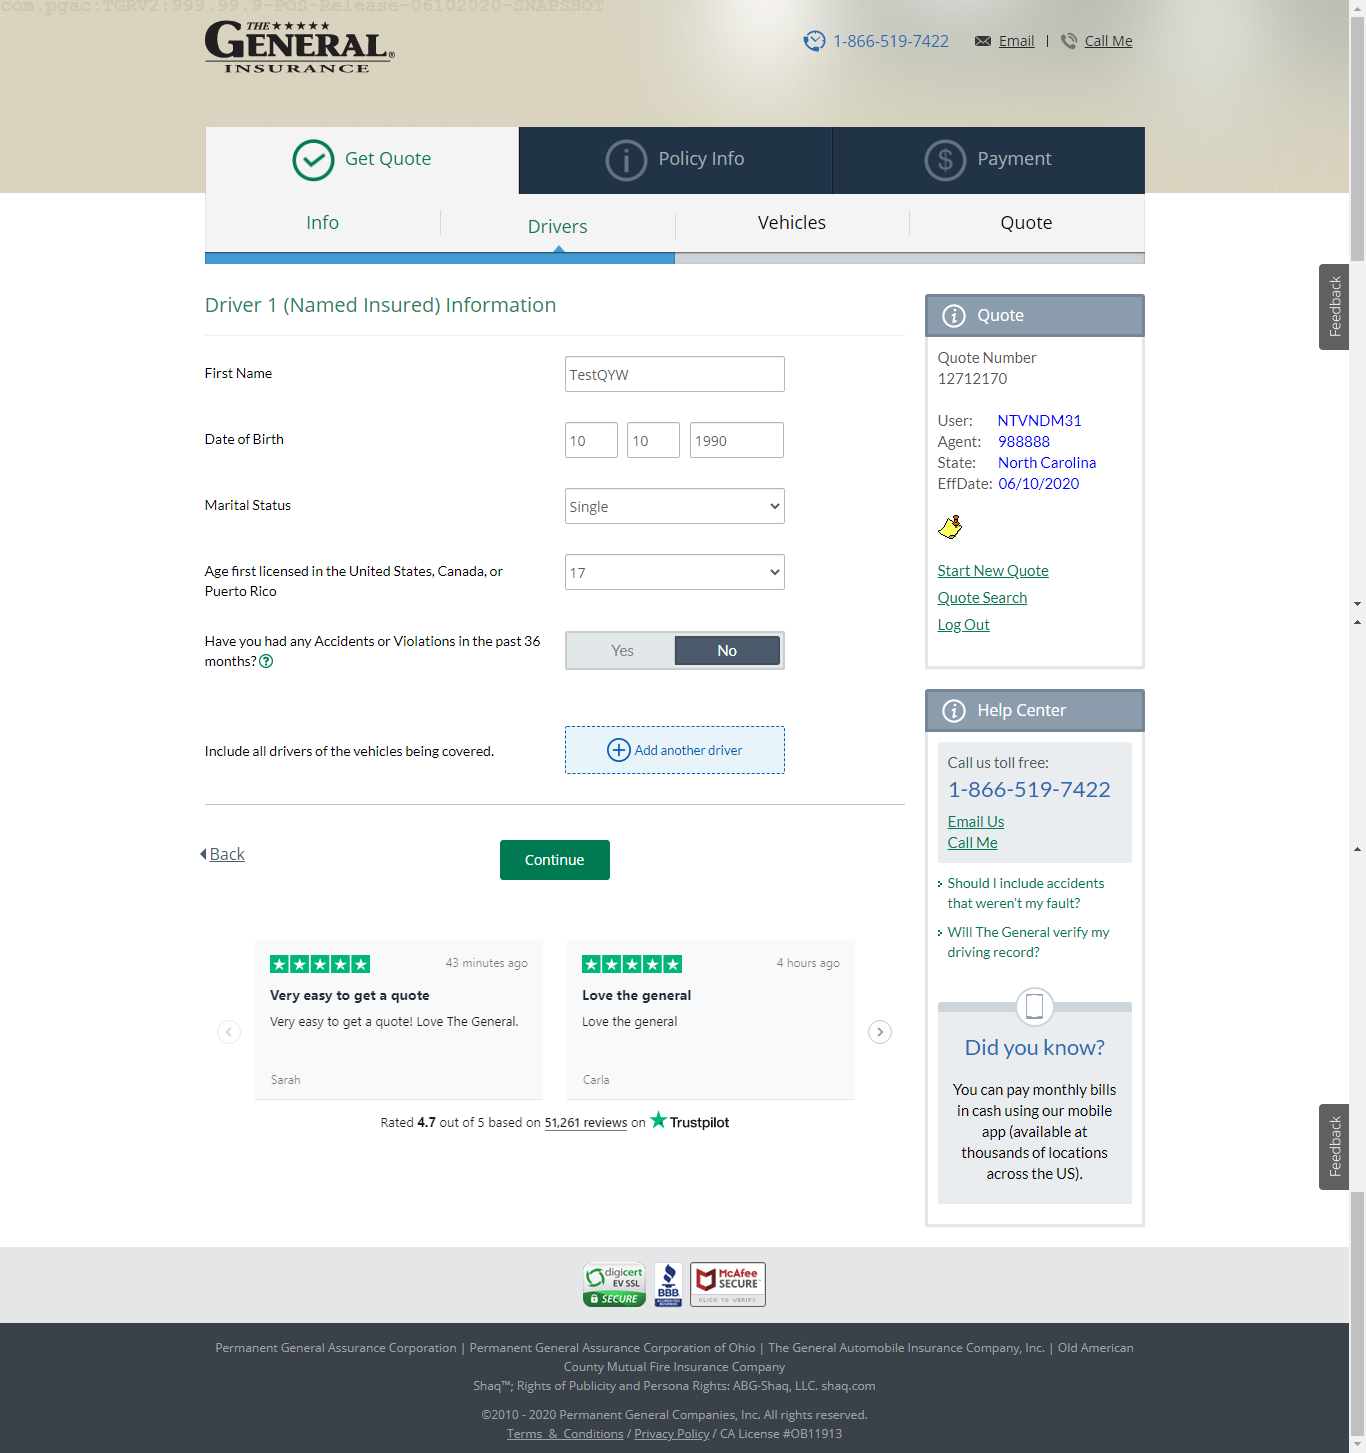 com.pgac:TGRV2:999.99.9-POS-Release-06102020-SNAPSHOT
THE
GENERAL®
INSURANCE
1-866-519-7422
Email | Call Me
Get Quote
Policy Info
Payment
Info
Drivers
Vehicles
Quote
Driver 1 (Named Insured) Information
First Name
TestQYW
Date of Birth
10 10 1990
Marital Status
Single
Age first licensed in the United States, Canada, or
Puerto Rico
17
Have you had any Accidents or Violations in the past 36
months?
Yes No
Include all drivers of the vehicles being covered.
Add another driver
Back
Continue
43 minutes ago
Very easy to get a quote
Very easy to get a quote! Love The General.
Sarah
4 hours ago
Love the general
Love the general
Carla
Rated 4.7 out of 5 based on 51,261 reviews on Trustpilot
Quote
Quote Number
12712170
User: NTVNDM31
Agent: 988888
State: North Carolina
EffDate: 06/10/2020
Start New Quote
Quote Search
Log Out
Help Center
Call us toll free:
1-866-519-7422
Email Us
Call Me
Should I include accidents
that weren't my fault?
Will The General verify my
driving record?
Did you know?
You can pay monthly bills
in cash using our mobile
app (available at
thousands of locations
across the US).
Feedback
Feedback
digicert
EV SSL
SECURE
BBB
ACCREDITED
BUSINESS
McAfee
SECURE
CLICK TO VERIFY
Permanent General Assurance Corporation | Permanent General Assurance Corporation of Ohio | The General Automobile Insurance Company, Inc. | Old American
County Mutual Fire Insurance Company
Shaq™; Rights of Publicity and Persona Rights: ABG-Shaq, LLC. shaq.com
©2010 - 2020 Permanent General Companies, Inc. All rights reserved.
Terms & Conditions / Privacy Policy / CA License #OB11913